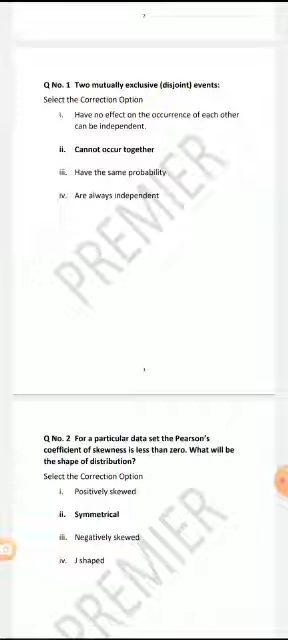 Q No. 1 Two mutually exclusive (disjoint) events:
Select the Correction Option
i. Have no effect on the occurrence of each other
can be independent.
ii. Cannot occur together
iii. Have the same probability
iv. Are always independent
PREMIER
Q No. 2 For a particular data set the Pearson's
coefficient of skewness is less than zero. What will be
the shape of distribution?
Select the Correction Option
i. Positively skewed
ii. Symmetrical
iii. Negatively skewed
iv. J shaped
PREMIER